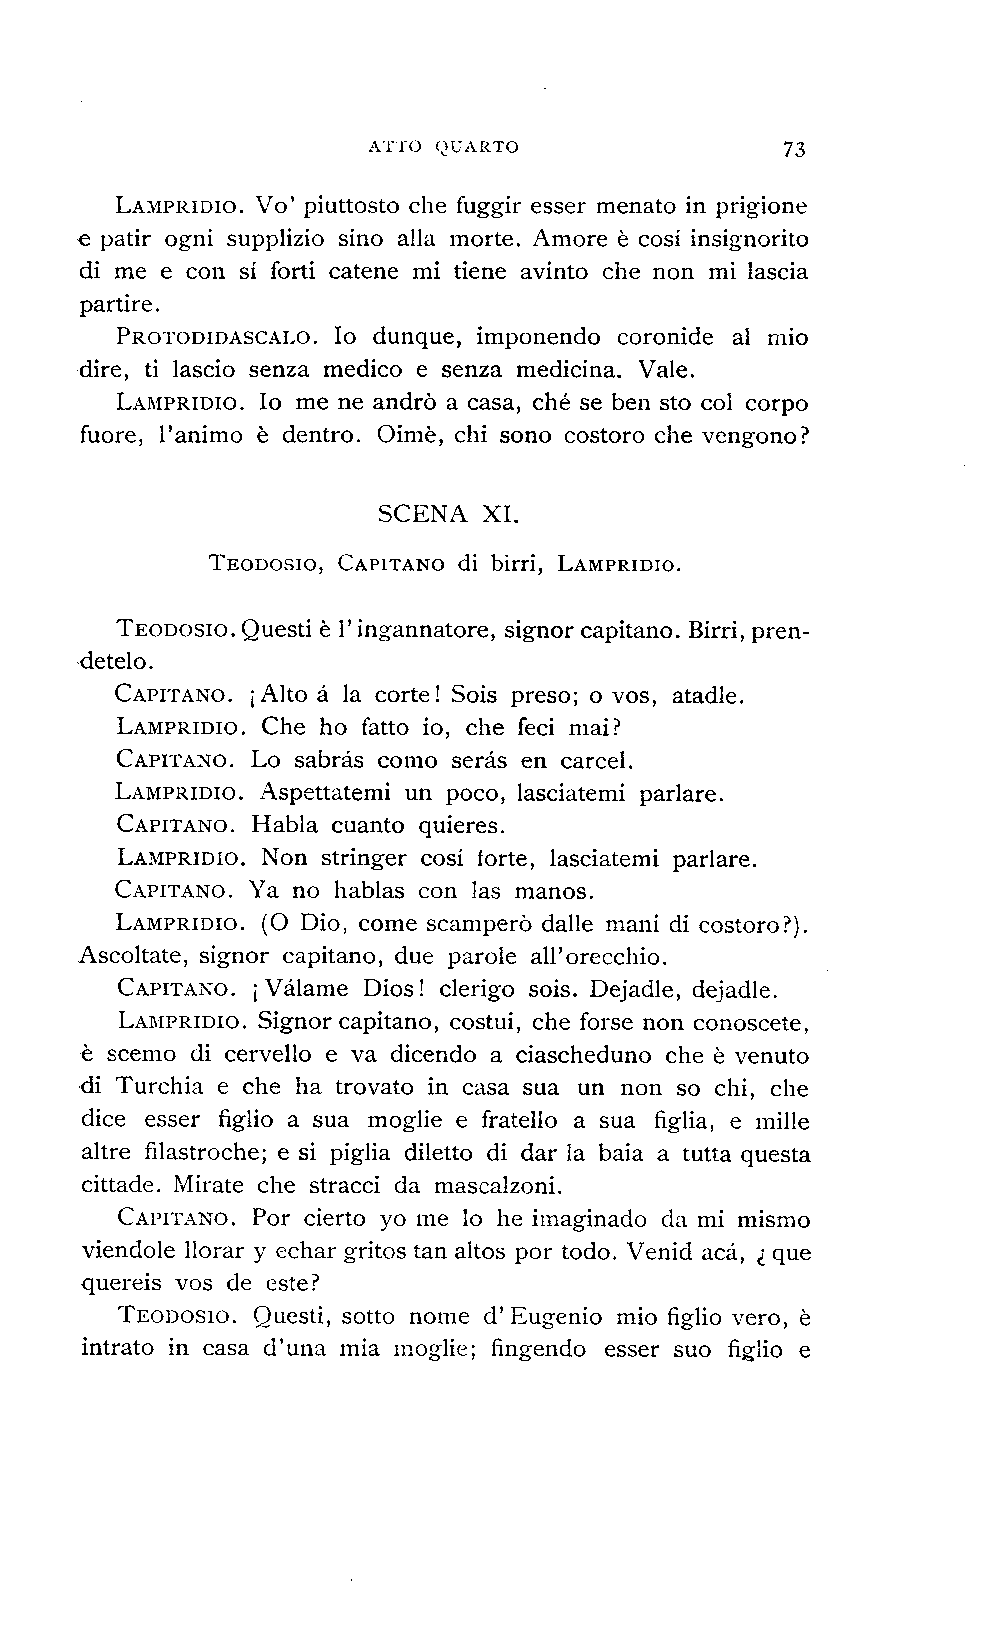 ATTO QUARTO 73
LAMPRIDIO. Vo' piuttosto che fuggir esser menato in prigione
e patir ogni supplizio sino alla morte. Amore è cosí insignorito
di me e con sí forti catene mi tiene avinto che non mi lascia
partire.
PROTODIDASCALO. Io dunque, imponendo coronide al mio
dire, ti lascio senza medico e senza medicina. Vale.
LAMPRIDIO. Io me ne andrò a casa, ché se ben sto col corpo
fuore, l'animo è dentro. Oimè, chi sono costoro che vengono?
SCENA XI.
TEODOSIO, CAPITANO di birri, LAMPRIDIO.
TEODOSIO. Questi è l'ingannatore, signor capitano. Birri, pren-
detelo.
CAPITANO. ¡Alto á la corte! Sois preso; o vos, atadle.
LAMPRIDIO. Che ho fatto io, che feci mai?
CAPITANO. Lo sabrás como serás en carcel.
LAMPRIDIO. Aspettatemi un poco, lasciatemi parlare.
CAPITANO. Habla cuanto quieres.
LAMPRIDIO. Non stringer cosí forte, lasciatemi parlare.
CAPITANO. Ya no hablas con las manos.
LAMPRIDIO. (O Dio, come scamperò dalle mani di costoro?).
Ascoltate, signor capitano, due parole all'orecchio.
CAPITANO. ¡Válame Dios! clerigo sois. Dejadle, dejadle.
LAMPRIDIO. Signor capitano, costui, che forse non conoscete,
è scemo di cervello e va dicendo a ciascheduno che è venuto
di Turchia e che ha trovato in casa sua un non so chi, che
dice esser figlio a sua moglie e fratello a sua figlia, e mille
altre filastroche; e si piglia diletto di dar la baia a tutta questa
cittade. Mirate che stracci da mascalzoni.
CAPITANO. Por cierto yo me lo he imaginado da mi mismo
viendole llorar y echar gritos tan altos por todo. Venid acá, ¿que
quereis vos de este?
TEODOSIO. Questi, sotto nome d'Eugenio mio figlio vero, è
intrato in casa d'una mia moglie; fingendo esser suo figlio e